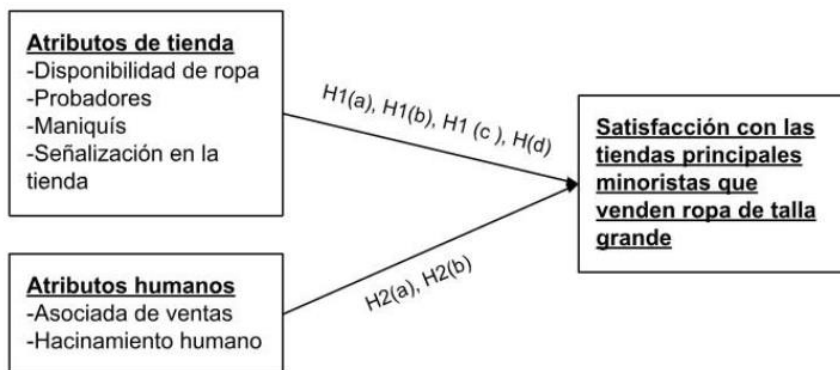 Atributos de tienda
-Disponibilidad de ropa
-Probadores
-Maniquís
-Señalización en la
tienda
H1(a), H1(b), H1 (c ), H(d)
Satisfacción con las
tiendas principales
minoristas que
venden ropa de talla
grande
Atributos humanos
-Asociada de ventas
-Hacinamiento humano
H2(a), H2(b)